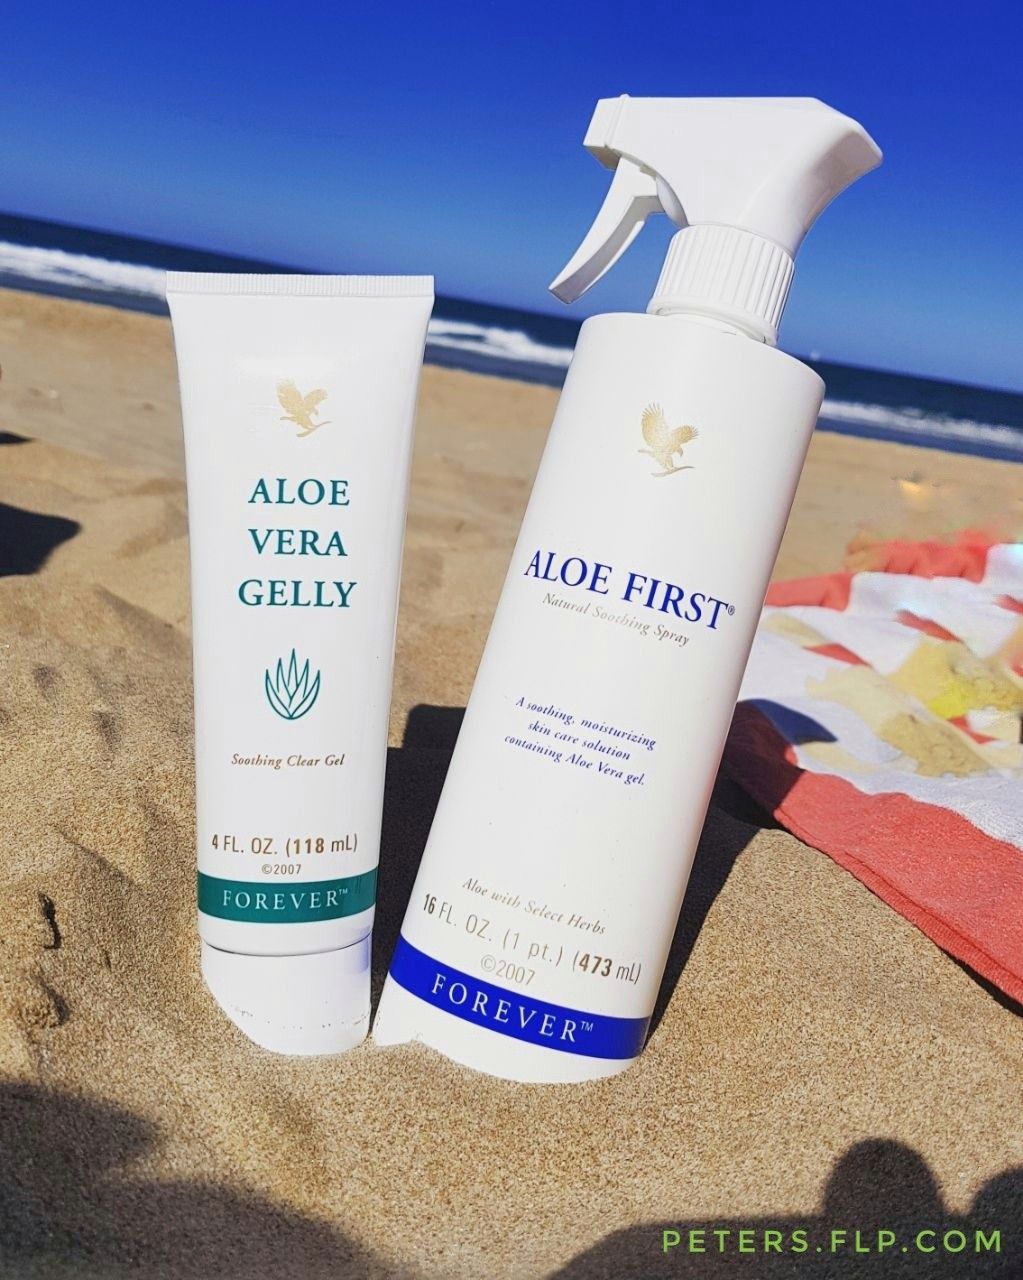 ALOE
VERA
GELLY
Soothing Clear Gel
4 FL. OZ. (118 mL)
©2007
FOREVER™
ALOE FIRST®
Natural Soothing Spray
A soothing, moisturizing
skin care solution
containing Aloe Vera gel.
Aloe with Select Herbs
16 FL. OZ. (1 pt.) (473 mL)
©2007
FOREVER™
PETERS.FLP.COM